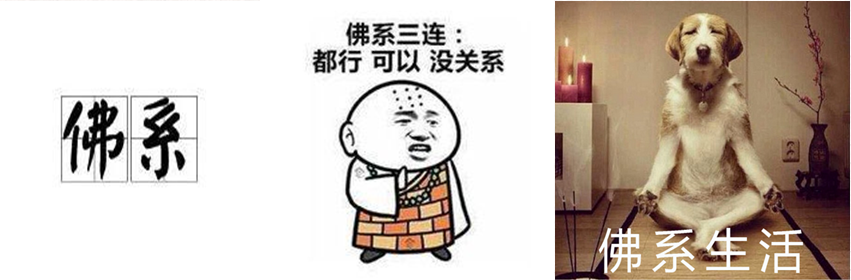 佛系
佛系三连：
都行 可以 没关系
佛系生活